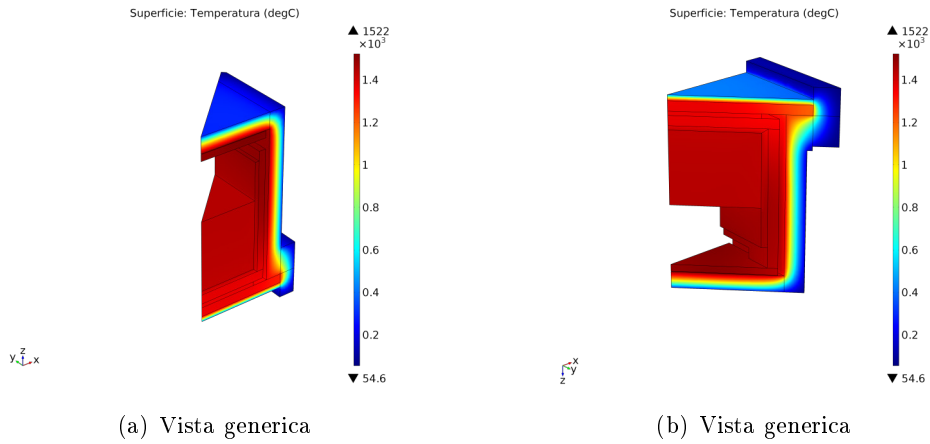 Superficie: Temperatura (degC)
▲ 1522
×10³
1.4
1.2
1
0.8
0.6
0.4
0.2
▼ 54.6
y z x
(a) Vista generica
Superficie: Temperatura (degC)
▲ 1522
×10³
1.4
1.2
1
0.8
0.6
0.4
0.2
▼ 54.6
x
y
z
(b) Vista generica